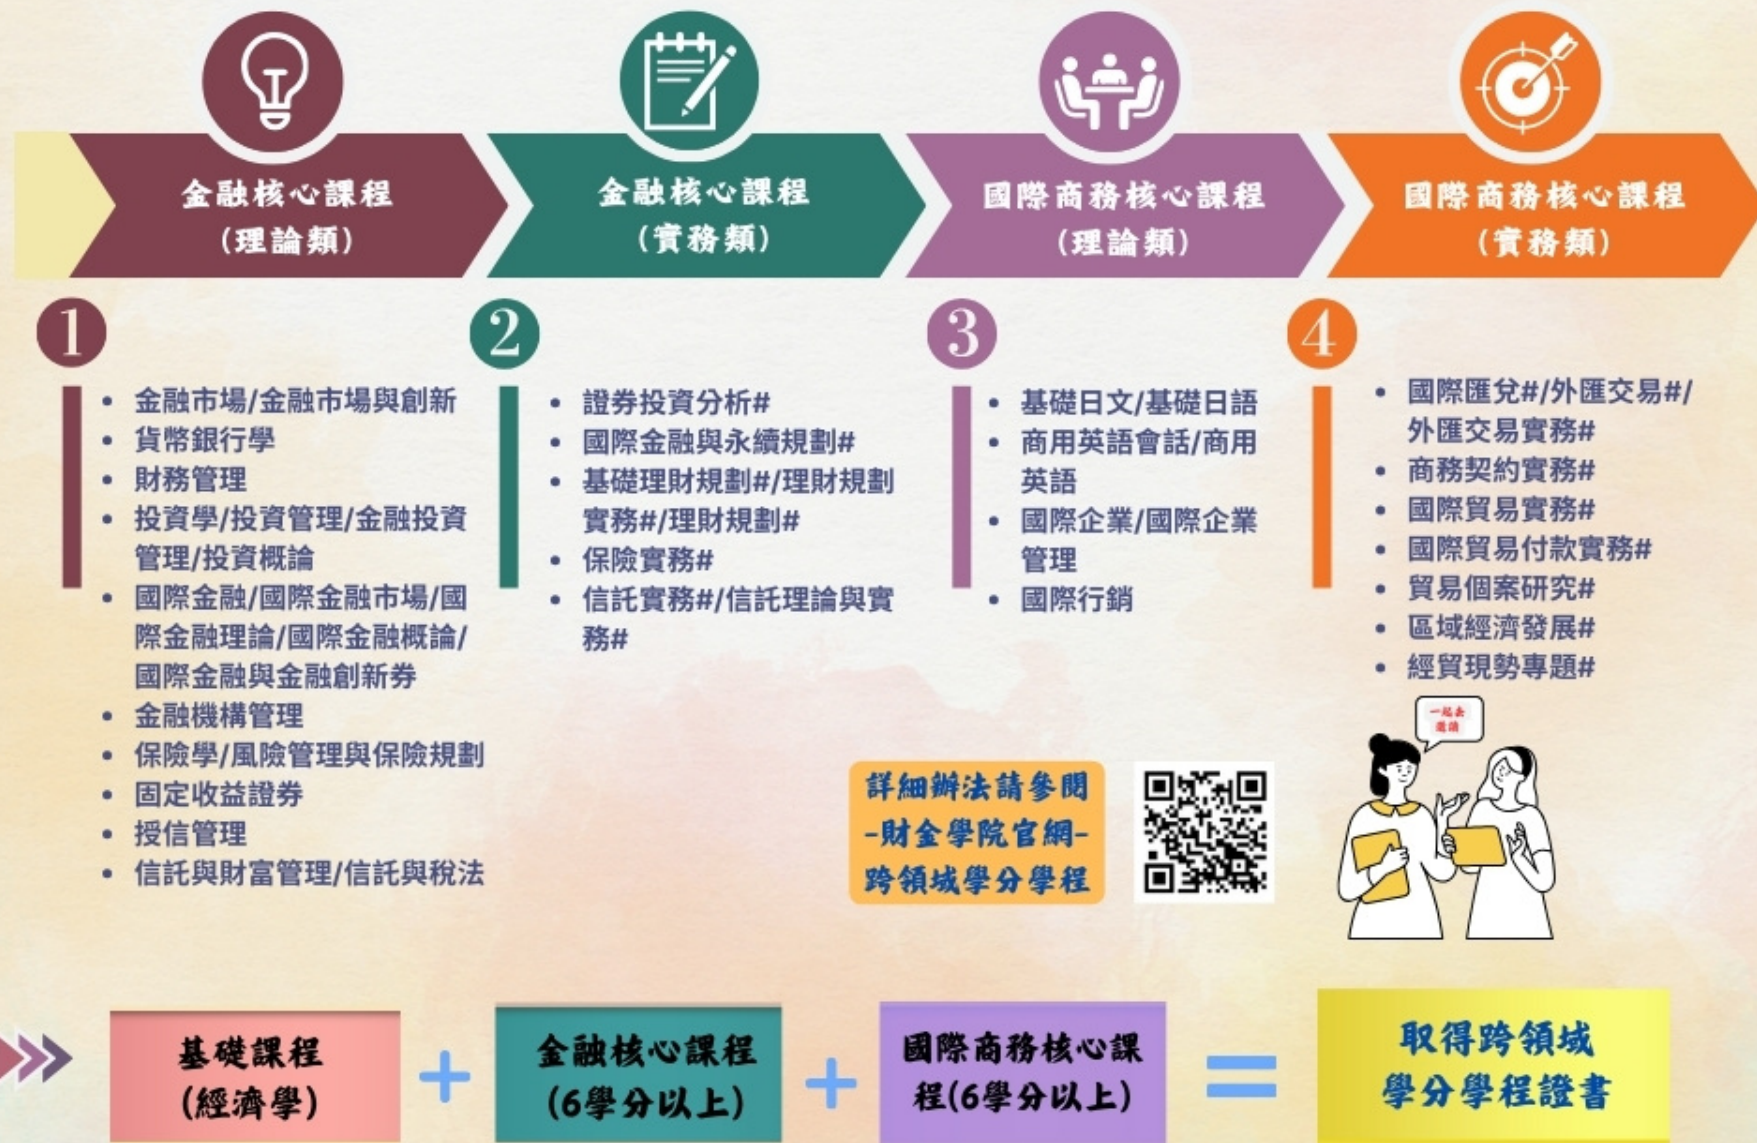 金融核心課程
(理論類)
金融核心課程
(實務類)
國際商務核心課程
(理論類)
國際商務核心課程
(實務類)
1
• 金融市場/金融市場與創新
• 貨幣銀行學
• 財務管理
• 投資學/投資管理/金融投資
管理/投資概論
• 國際金融/國際金融市場/國
際金融理論/國際金融概論/
國際金融與金融創新券
• 金融機構管理
• 保險學/風險管理與保險規劃
• 固定收益證券
• 授信管理
• 信託與財富管理/信託與稅法
2
• 證券投資分析#
• 國際金融與永續規劃#
• 基礎理財規劃#/理財規劃
實務#/理財規劃#
• 保險實務#
• 信託實務#/信託理論與實
務#
3
• 基礎日文/基礎日語
• 商用英語會話/商用
英語
• 國際企業/國際企業
管理
• 國際行銷
4
• 國際匯兌#/外匯交易#/
外匯交易實務#
• 商務契約實務#
• 國際貿易實務#
• 國際貿易付款實務#
• 貿易個案研究#
• 區域經濟發展#
• 經貿現勢專題#
一起去
詳細辦法請參閱
-財金學院官網-
跨領域學分學程
基礎課程
(經濟學)
+
金融核心課程
(6學分以上)
+
國際商務核心課
程(6學分以上)
=
取得跨領域
學分學程證書